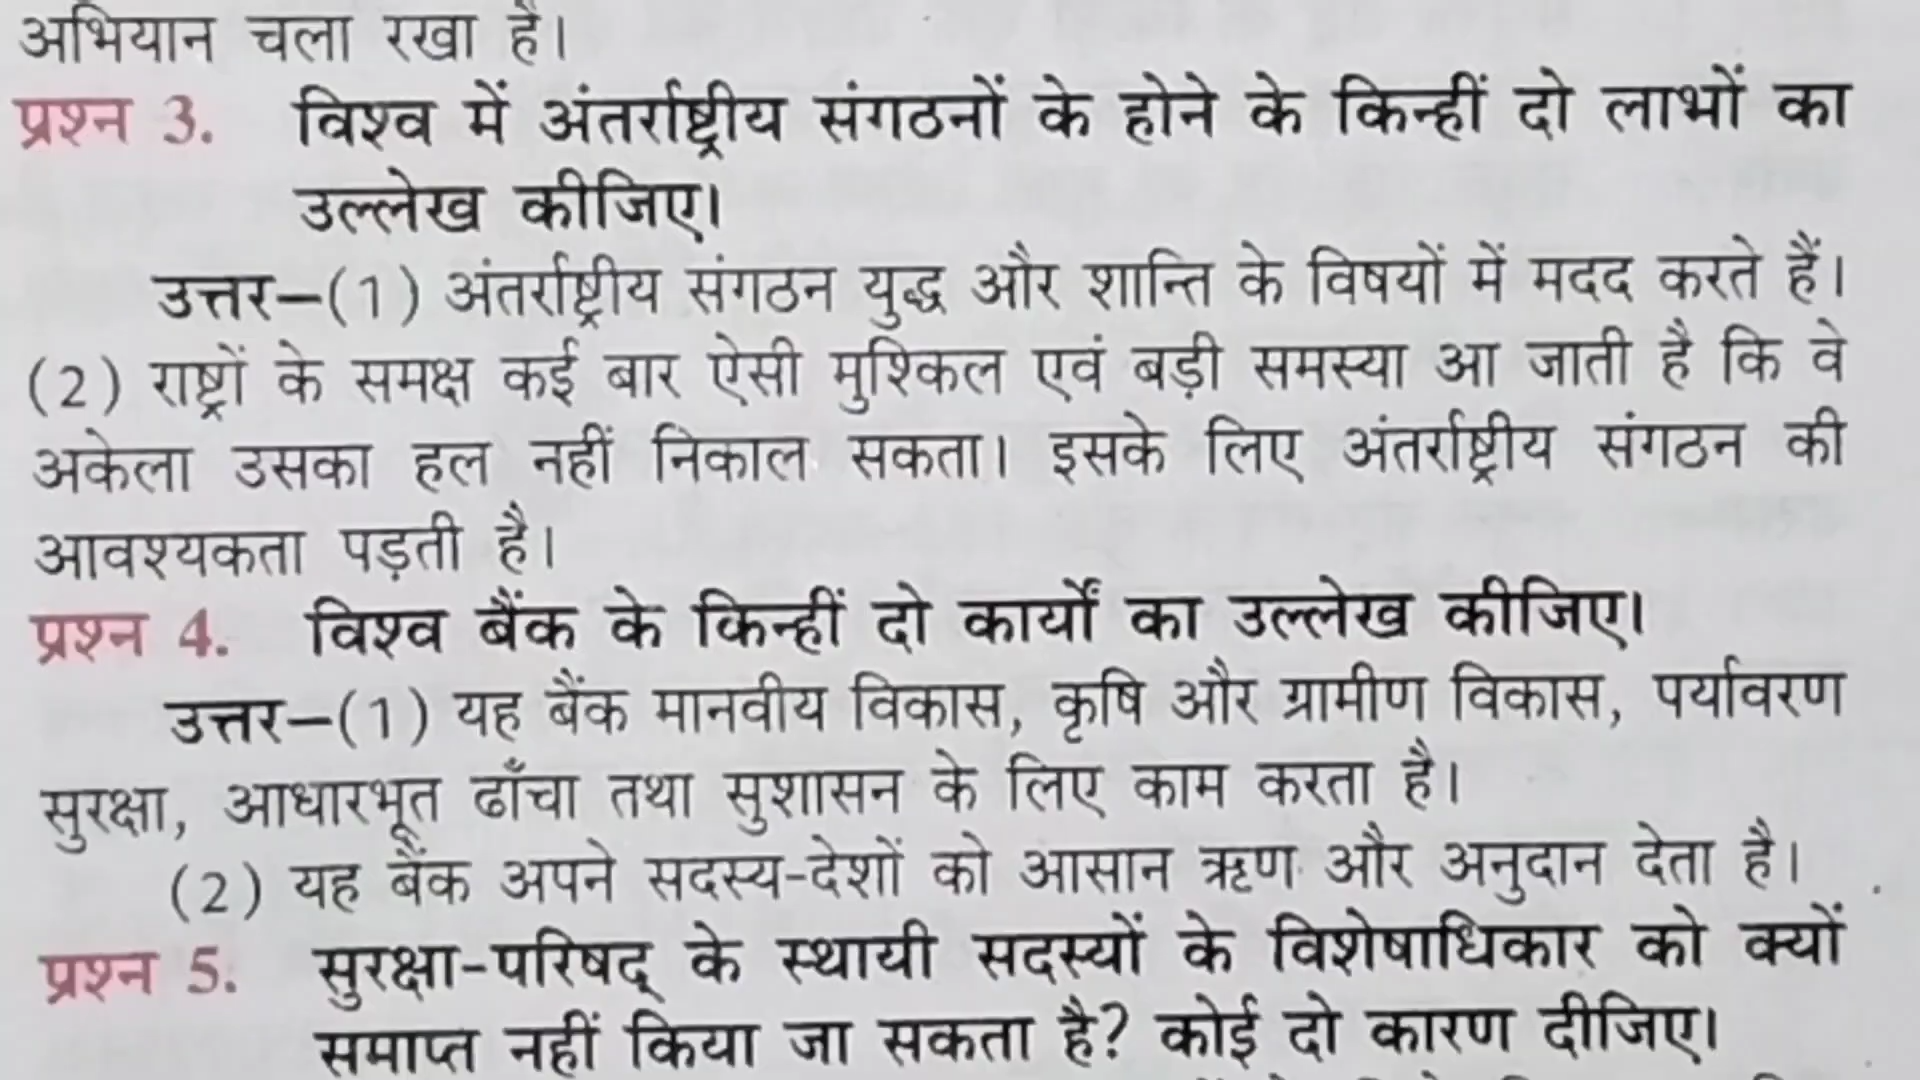 अभियान चला रखा है।
प्रश्न 3. विश्व में अंतर्राष्ट्रीय संगठनों के होने के किन्हीं दो लाभों का
उल्लेख कीजिए।
उत्तर–(1) अंतर्राष्ट्रीय संगठन युद्ध और शान्ति के विषयों में मदद करते हैं।
(2) राष्ट्रों के समक्ष कई बार ऐसी मुश्किल एवं बड़ी समस्या आ जाती है कि वे
अकेला उसका हल नहीं निकाल सकता। इसके लिए अंतर्राष्ट्रीय संगठन की
आवश्यकता पड़ती है।
प्रश्न 4. विश्व बैंक के किन्हीं दो कार्यों का उल्लेख कीजिए।
उत्तर–(1) यह बैंक मानवीय विकास, कृषि और ग्रामीण विकास, पर्यावरण
सुरक्षा, आधारभूत ढाँचा तथा सुशासन के लिए काम करता है।
(2) यह बैंक अपने सदस्य-देशों को आसान ऋण और अनुदान देता है।
प्रश्न 5. सुरक्षा-परिषद् के स्थायी सदस्यों के विशेषाधिकार को क्यों
समाप्त नहीं किया जा सकता है? कोई दो कारण दीजिए।